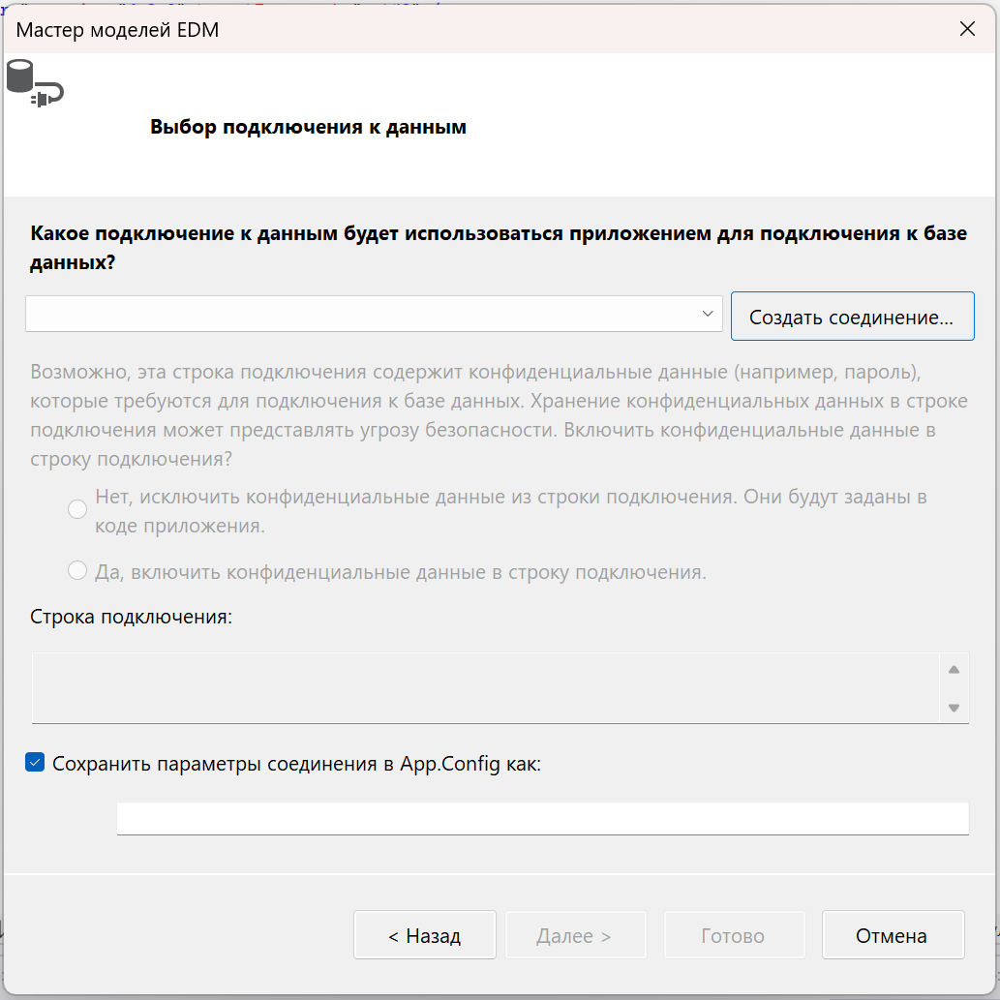 Мастер моделей EDM
Выбор подключения к данным
Какое подключение к данным будет использоваться приложением для подключения к базе
данных?
Создать соединение...
Возможно, эта строка подключения содержит конфиденциальные данные (например, пароль),
которые требуются для подключения к базе данных. Хранение конфиденциальных данных в строке
подключения может представлять угрозу безопасности. Включить конфиденциальные данные в
строку подключения?
Нет, исключить конфиденциальные данные из строки подключения. Они будут заданы в
коде приложения.
Да, включить конфиденциальные данные в строку подключения.
Строка подключения:
Сохранить параметры соединения в App.Config как:
< Назад
Далее >
Готово
Отмена